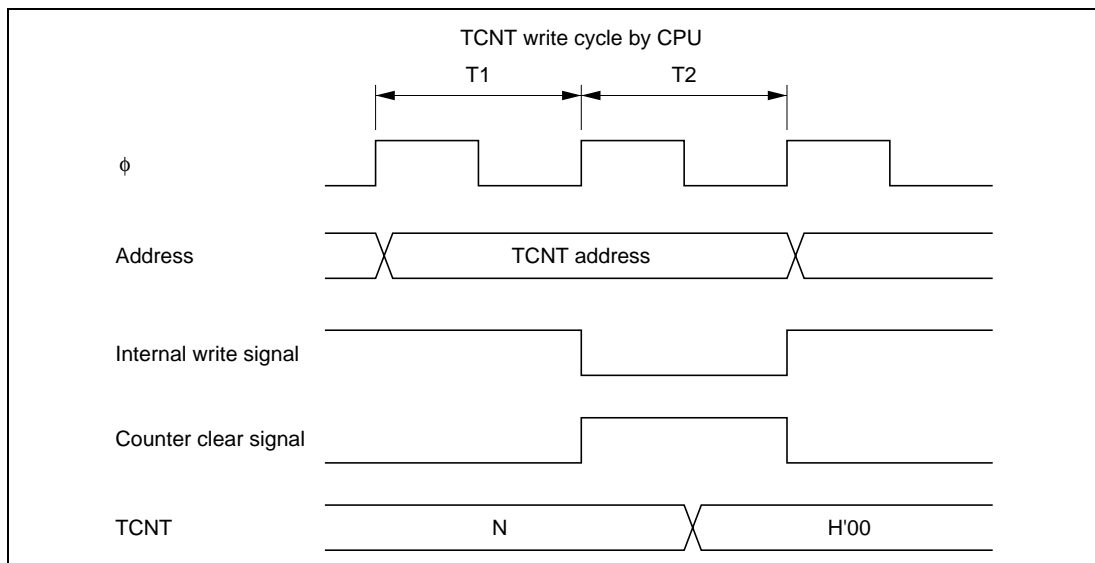 TCNT write cycle by CPU
T1 T2
ϕ
Address TCNT address
Internal write signal
Counter clear signal
TCNT N H'00